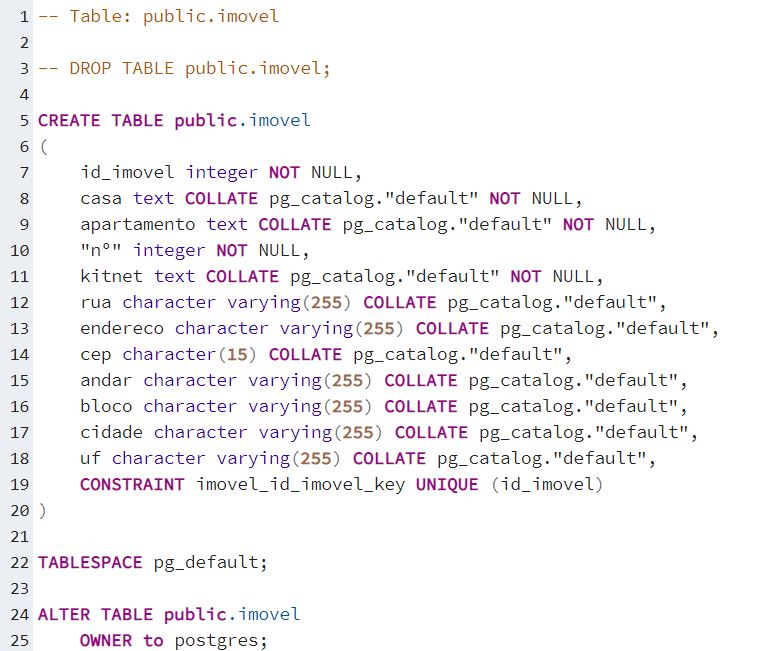 1 -- Table: public.imovel
2
3 -- DROP TABLE public.imovel;
4
5 CREATE TABLE public.imovel
6 (
7     id_imovel integer NOT NULL,
8     casa text COLLATE pg_catalog."default" NOT NULL,
9     apartamento text COLLATE pg_catalog."default" NOT NULL,
10     "nº" integer NOT NULL,
11     kitnet text COLLATE pg_catalog."default" NOT NULL,
12     rua character varying(255) COLLATE pg_catalog."default",
13     endereco character varying(255) COLLATE pg_catalog."default",
14     cep character(15) COLLATE pg_catalog."default",
15     andar character varying(255) COLLATE pg_catalog."default",
16     bloco character varying(255) COLLATE pg_catalog."default",
17     cidade character varying(255) COLLATE pg_catalog."default",
18     uf character varying(255) COLLATE pg_catalog."default",
19     CONSTRAINT imovel_id_imovel_key UNIQUE (id_imovel)
20 )
21
22 TABLESPACE pg_default;
23
24 ALTER TABLE public.imovel
25     OWNER to postgres;